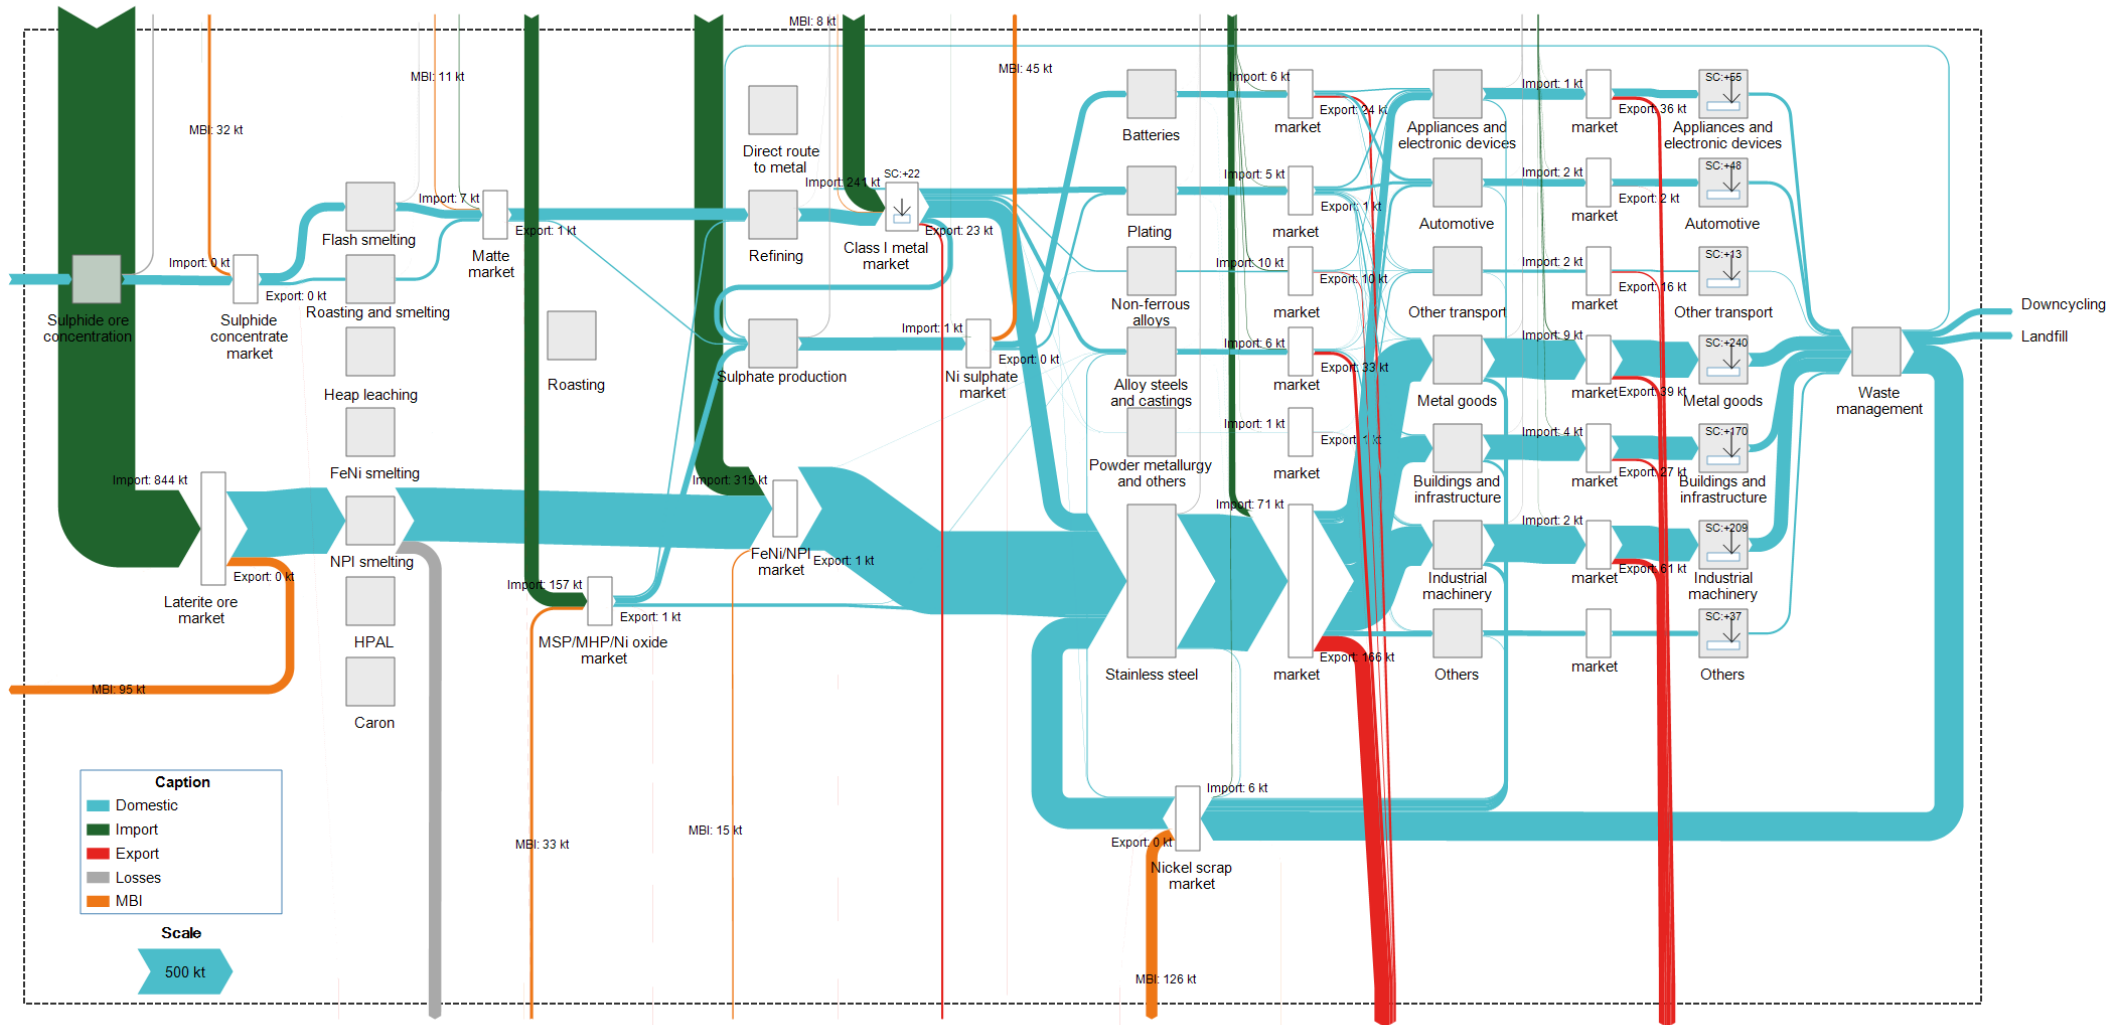 MBI: 8 kt
MBI: 11 kt
MBI: 45 kt
MBI: 32 kt
Sulphide ore
concentration
Import: 0 kt
Export: 0 kt
Sulphide
concentrate
market
Import: 844 kt
Export: 0 kt
Laterite ore
market
MBI: 95 kt
Flash smelting
Roasting and smelting
Heap leaching
FeNi smelting
NPI smelting
HPAL
Caron
Import: 7 kt
Export: 1 kt
Matte
market
Roasting
Import: 157 kt
Export: 1 kt
MSP/MHP/Ni oxide
market
MBI: 33 kt
Direct route
to metal
Refining
Sulphate production
Import: 315 kt
Export: 1 kt
FeNi/NPI
market
MBI: 15 kt
Import: 241 kt
SC:+22
Export: 23 kt
Class I metal
market
Import: 1 kt
Export: 0 kt
Ni sulphate
market
Batteries
Plating
Non-ferrous
alloys
Alloy steels
and castings
Powder metallurgy
and others
Stainless steel
Import: 6 kt
Export: 24 kt
market
Import: 5 kt
Export: 1 kt
market
Import: 10 kt
Export: 10 kt
market
Import: 6 kt
Export: 33 kt
market
Import: 1 kt
Export: 1 kt
market
Import: 71 kt
Export: 166 kt
market
Import: 6 kt
Export: 0 kt
Nickel scrap
market
MBI: 126 kt
Appliances and
electronic devices
Automotive
Other transport
Metal goods
Buildings and
infrastructure
Industrial
machinery
Others
Import: 1 kt
Export: 36 kt
market
Import: 2 kt
Export: 2 kt
market
Import: 2 kt
Export: 16 kt
market
Import: 9 kt
Export: 39 kt
market
Import: 4 kt
Export: 27 kt
market
Import: 2 kt
Export: 61 kt
market
market
SC:+55
Appliances and
electronic devices
SC:+48
Automotive
SC:+13
Other transport
SC:+240
Metal goods
SC:+170
Buildings and
infrastructure
SC:+209
Industrial
machinery
SC:+37
Others
Waste
management
Downcycling
Landfill
Caption
Domestic
Import
Export
Losses
MBI
Scale
500 kt